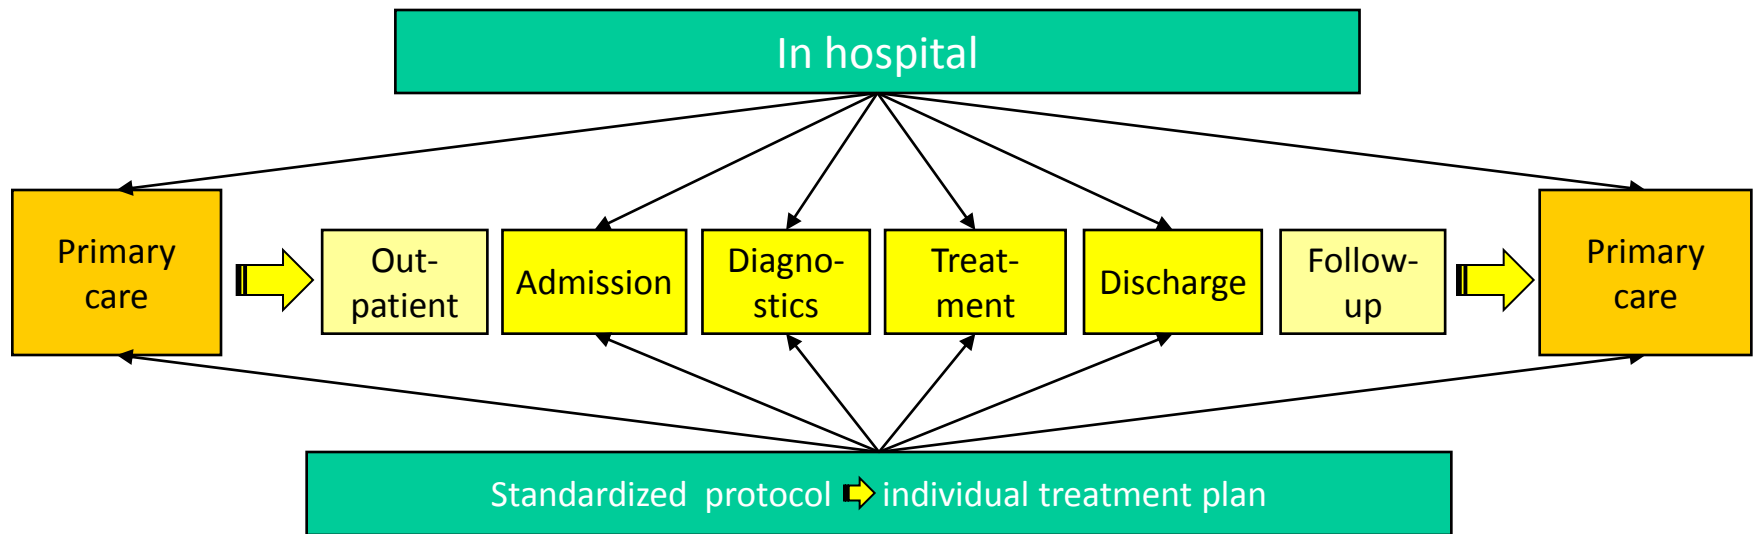 In hospital
Primary
care
Out-
patient
Admission
Diagno-
stics
Treat-
ment
Discharge
Follow-
up
Primary
care
Standardized protocol individual treatment plan